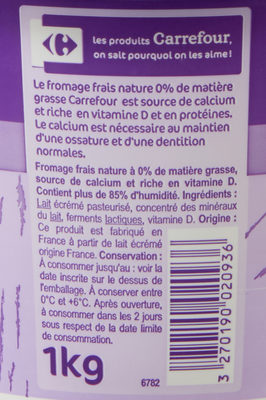 les produits Carrefour,
on sait pourquoi on les aime !
Le fromage frais nature 0% de matière
grasse Carrefour est source de calcium
et riche en vitamine D et en protéines.
Le calcium est nécessaire au maintien
d'une ossature et d'une dentition
normales.
Fromage frais nature à 0% de matière grasse,
source de calcium et riche en vitamine D.
Contient plus de 85% d'humidité. Ingrédients :
Lait écrémé pasteurisé, concentré des minéraux
du lait, ferments lactiques, vitamine D. Origine :
Ce produit est fabriqué en
France à partir de lait écrémé
origine France. Conservation :
À consommer jusqu'au : voir la
date inscrite sur le dessus de
l'emballage. À conserver entre
0°C et +6°C. Après ouverture,
à consommer dans les 2 jours
sous respect de la date limite
de consommation.
1kg
6782
3 270190 020936